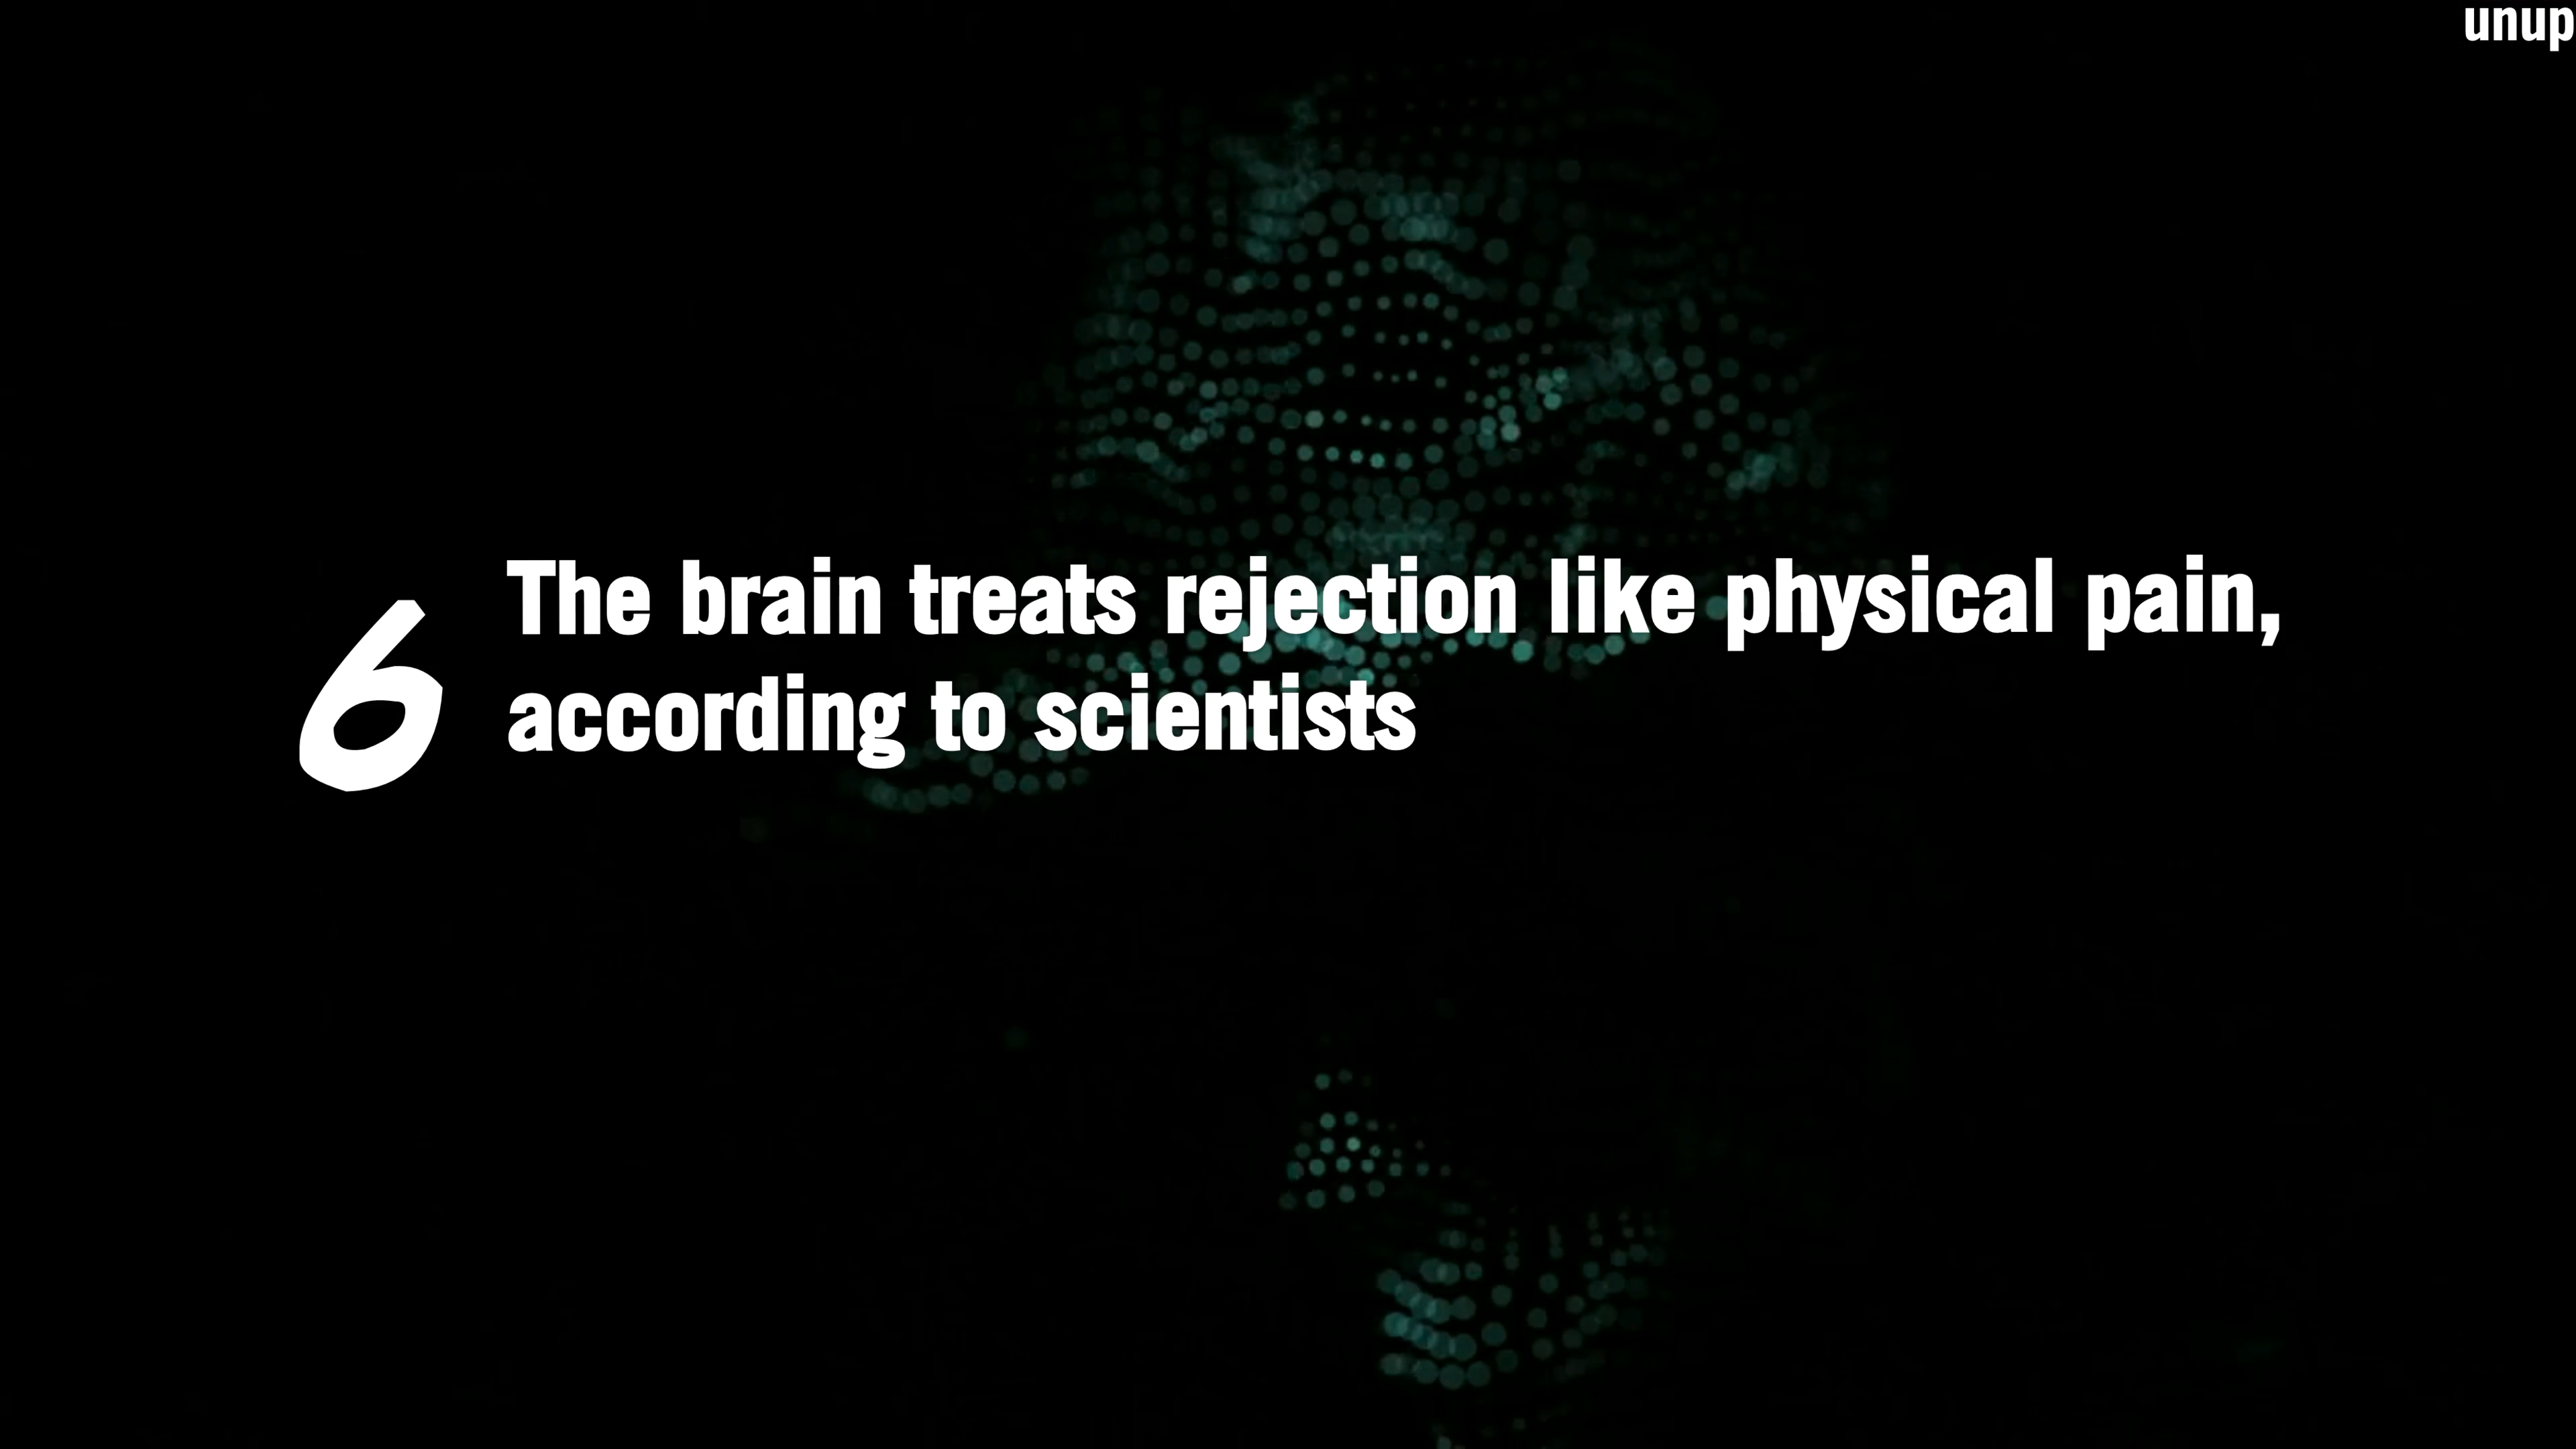 unup
6
The brain treats rejection like physical pain,
according to scientists